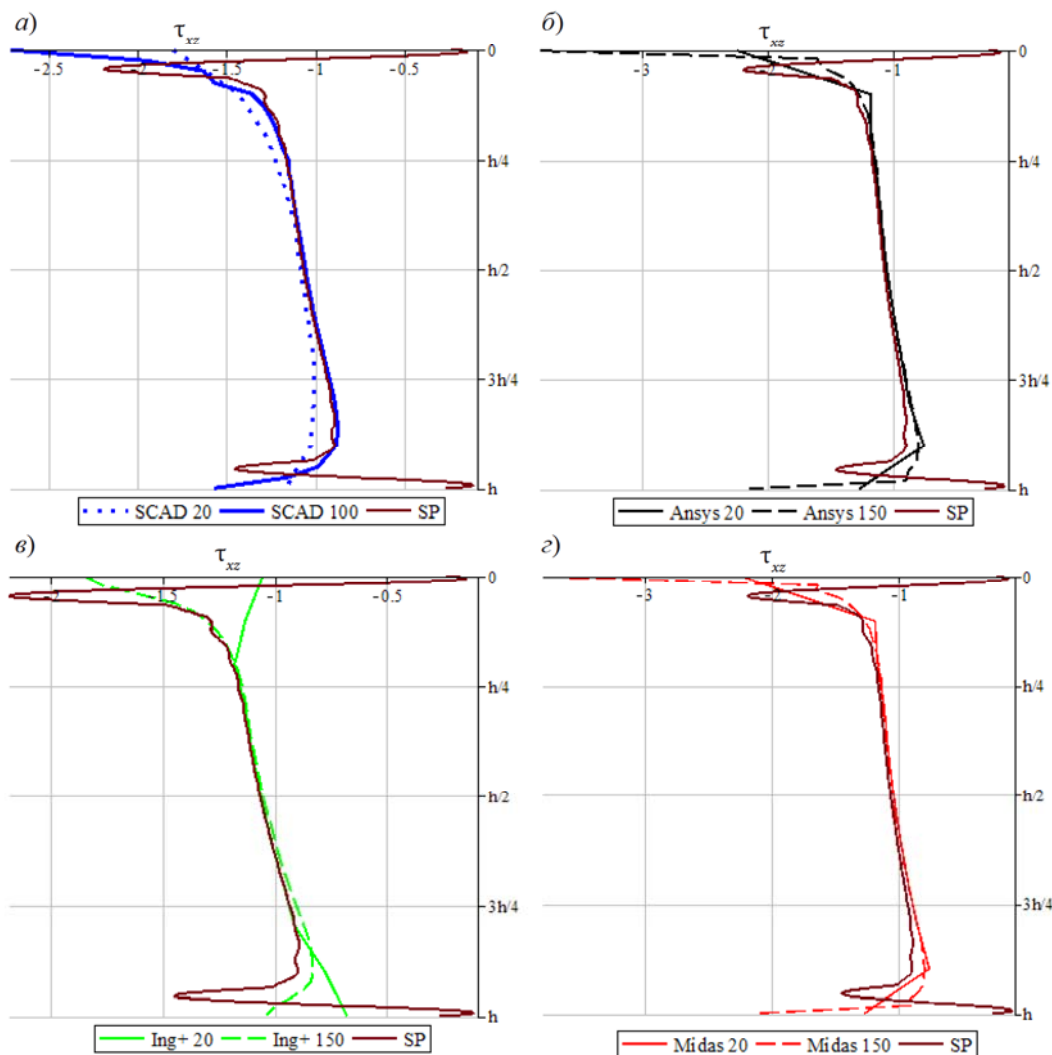 а) τxz 0
-2.5 -2 -1.5 -1 -0.5
h/4
h/2
3h/4
h
SCAD 20 SCAD 100 SP
б) τxz 0
-3 -2 -1
h/4
h/2
3h/4
h
Ansys 20 Ansys 150 SP
в) τxz 0
-2 -1.5 -1 -0.5
h/4
h/2
3h/4
h
Ing+ 20 Ing+ 150 SP
г) τxz 0
-3 -2 -1
h/4
h/2
3h/4
h
Midas 20 Midas 150 SP